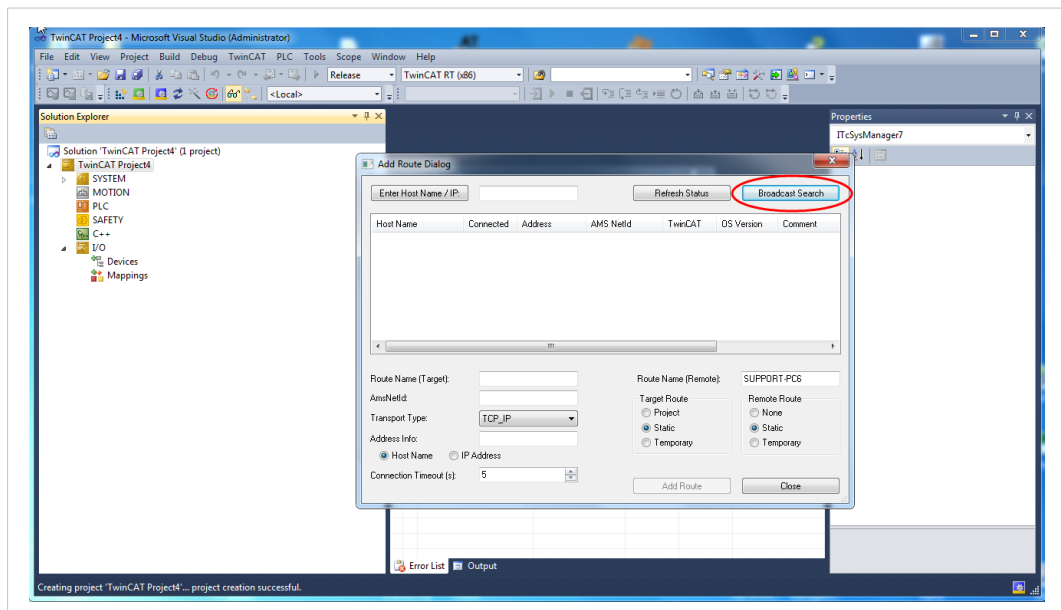 TwinCAT Project4 - Microsoft Visual Studio (Administrator)
File Edit View Project Build Debug TwinCAT PLC Tools Scope Window Help
Release TwinCAT RT (x86)
<Local>
Solution Explorer
Properties
ITcSysManager7
Solution 'TwinCAT Project4' (1 project)
TwinCAT Project4
SYSTEM
MOTION
PLC
SAFETY
C++
I/O
Devices
Mappings
Add Route Dialog
Enter Host Name / IP: Refresh Status Broadcast Search
Host Name Connected Address AMS NetId TwinCAT OS Version Comment
Route Name (Target): Route Name (Remote): SUPPORT-PC6
AmsNetId: Target Route Remote Route
Project None
Transport Type: TCP_IP Static Static
Address Info: Temporary Temporary
Host Name IP Address
Connection Timeout (s): 5
Add Route Close
Error List Output
Creating project 'TwinCAT Project4'... project creation successful.